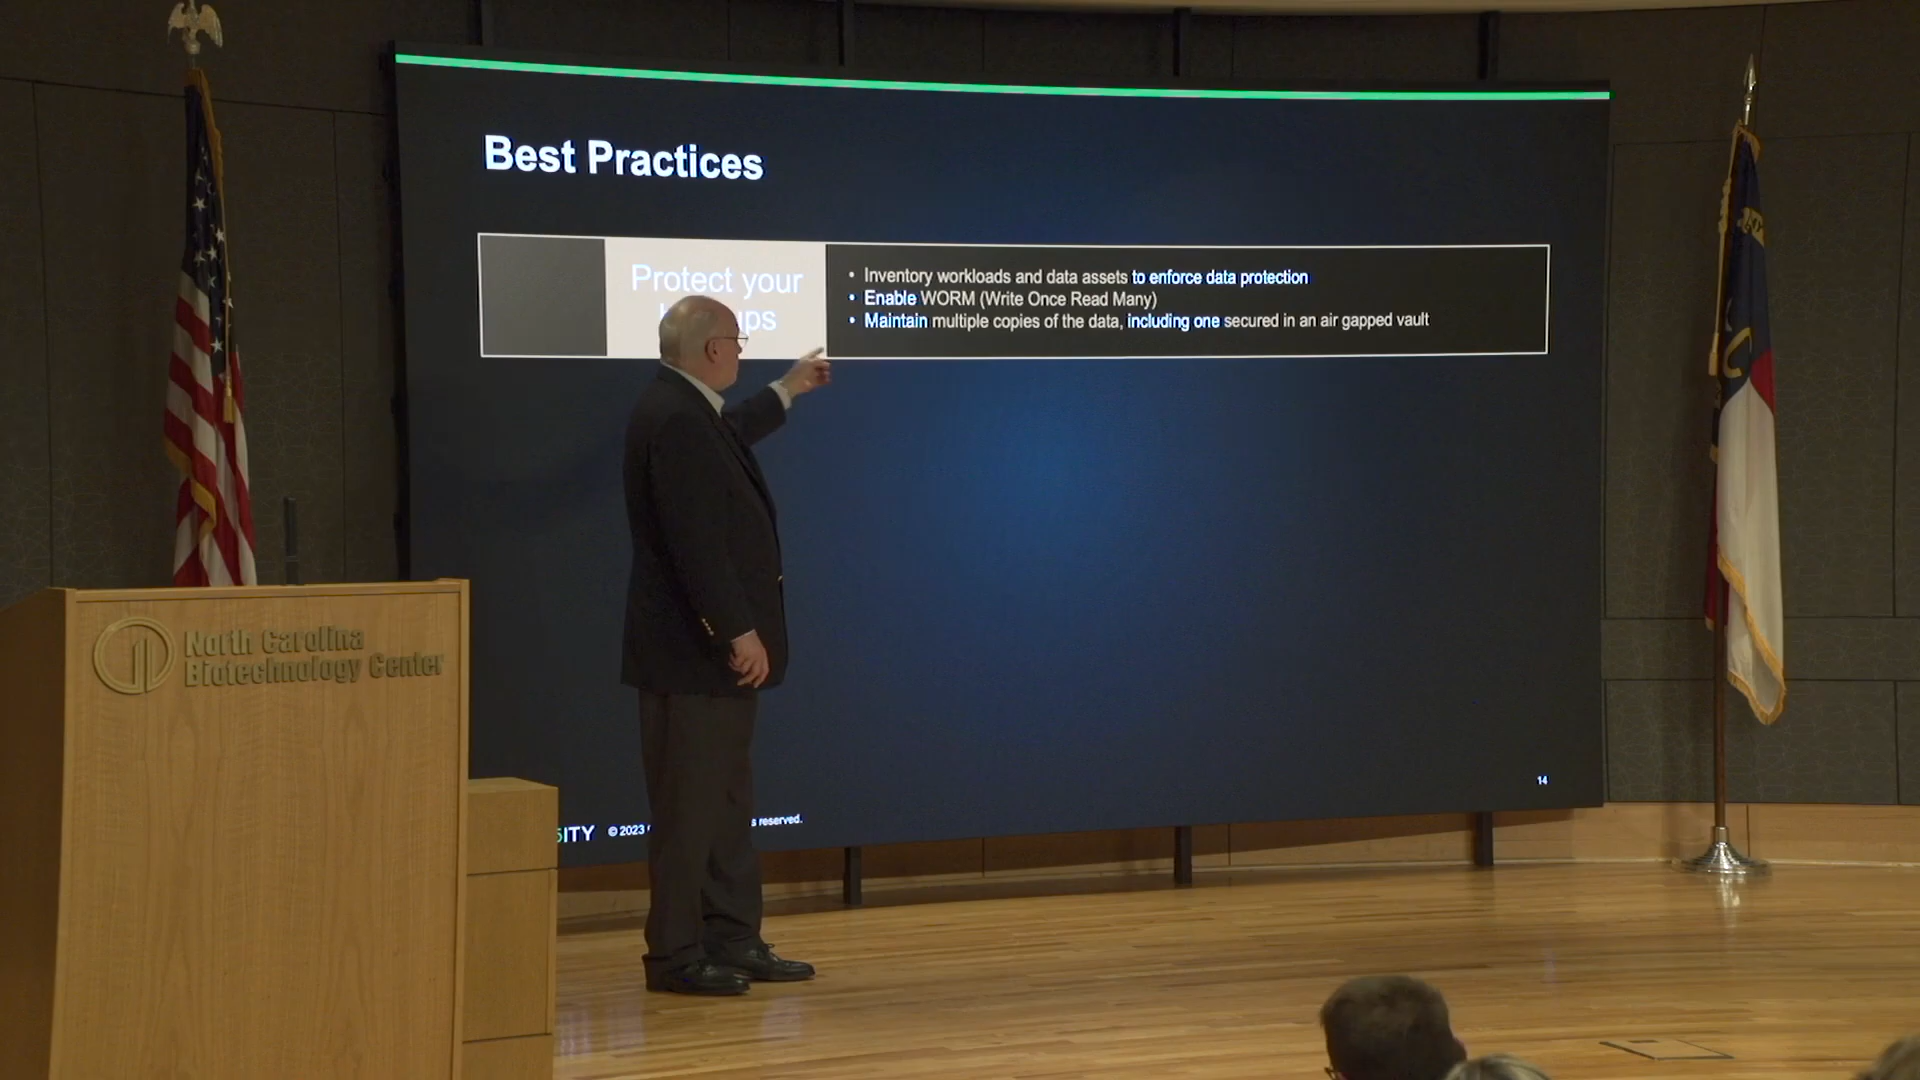 Best Practices
Protect your
ups
• Inventory workloads and data assets to enforce data protection
• Enable WORM (Write Once Read Many)
• Maintain multiple copies of the data, including one secured in an air gapped vault
14
SITY © 2023 s reserved.
North Carolina
Biotechnology Center